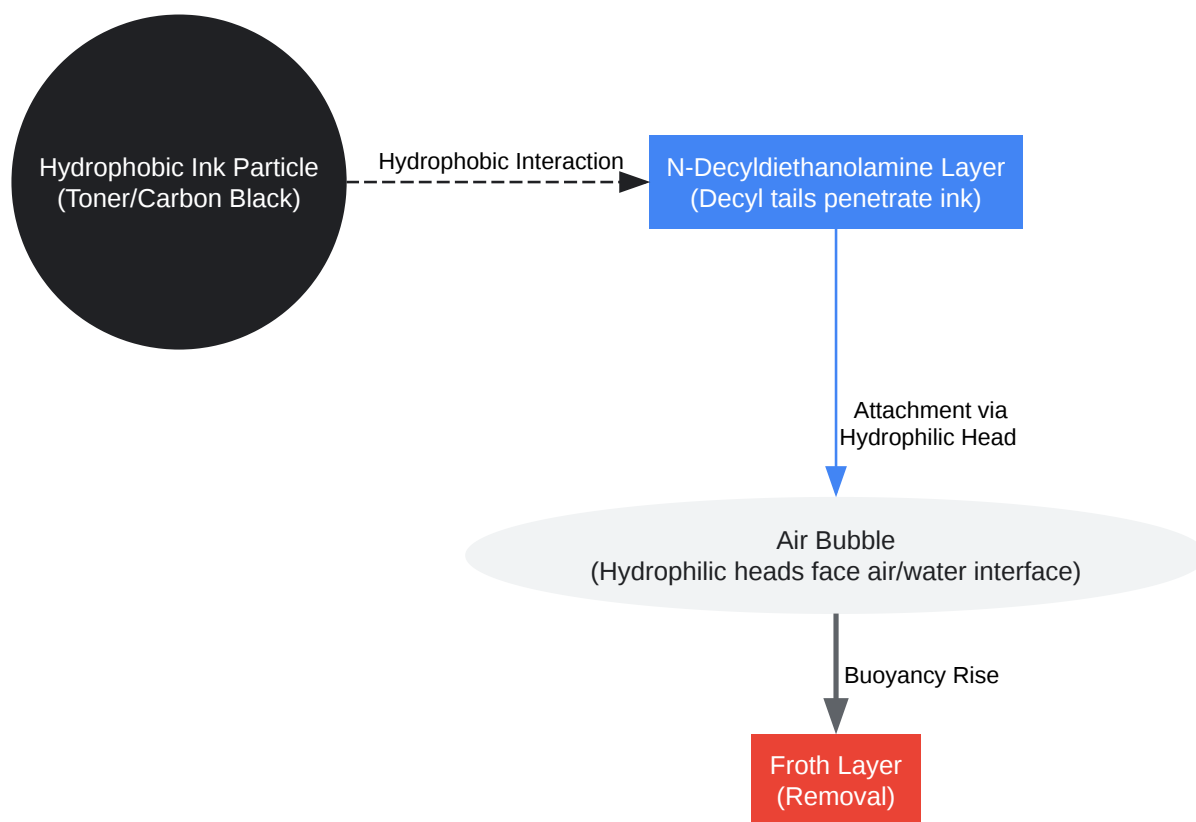 Hydrophobic Ink Particle
(Toner/Carbon Black)
Hydrophobic Interaction
N-Decyldiethanolamine Layer
(Decyl tails penetrate ink)
Attachment via
Hydrophilic Head
Air Bubble
(Hydrophilic heads face air/water interface)
Buoyancy Rise
Froth Layer
(Removal)